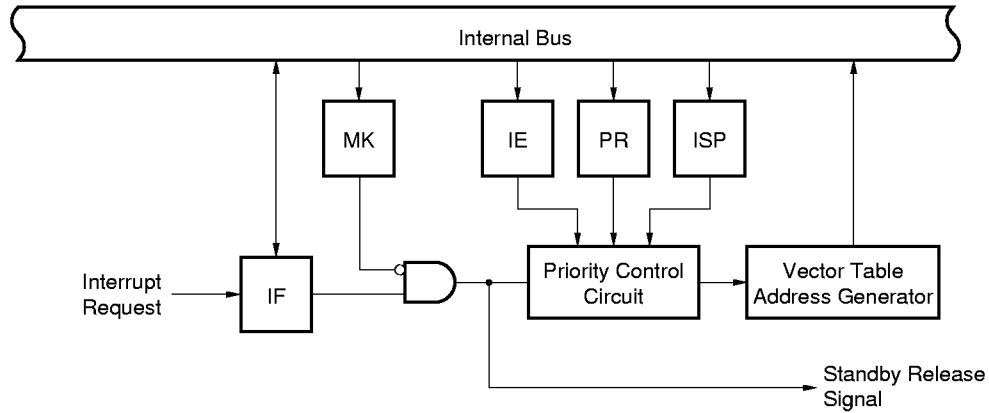 Internal Bus
MK
IE
PR
ISP
Interrupt
Request
IF
Priority Control
Circuit
Vector Table
Address Generator
Standby Release
Signal